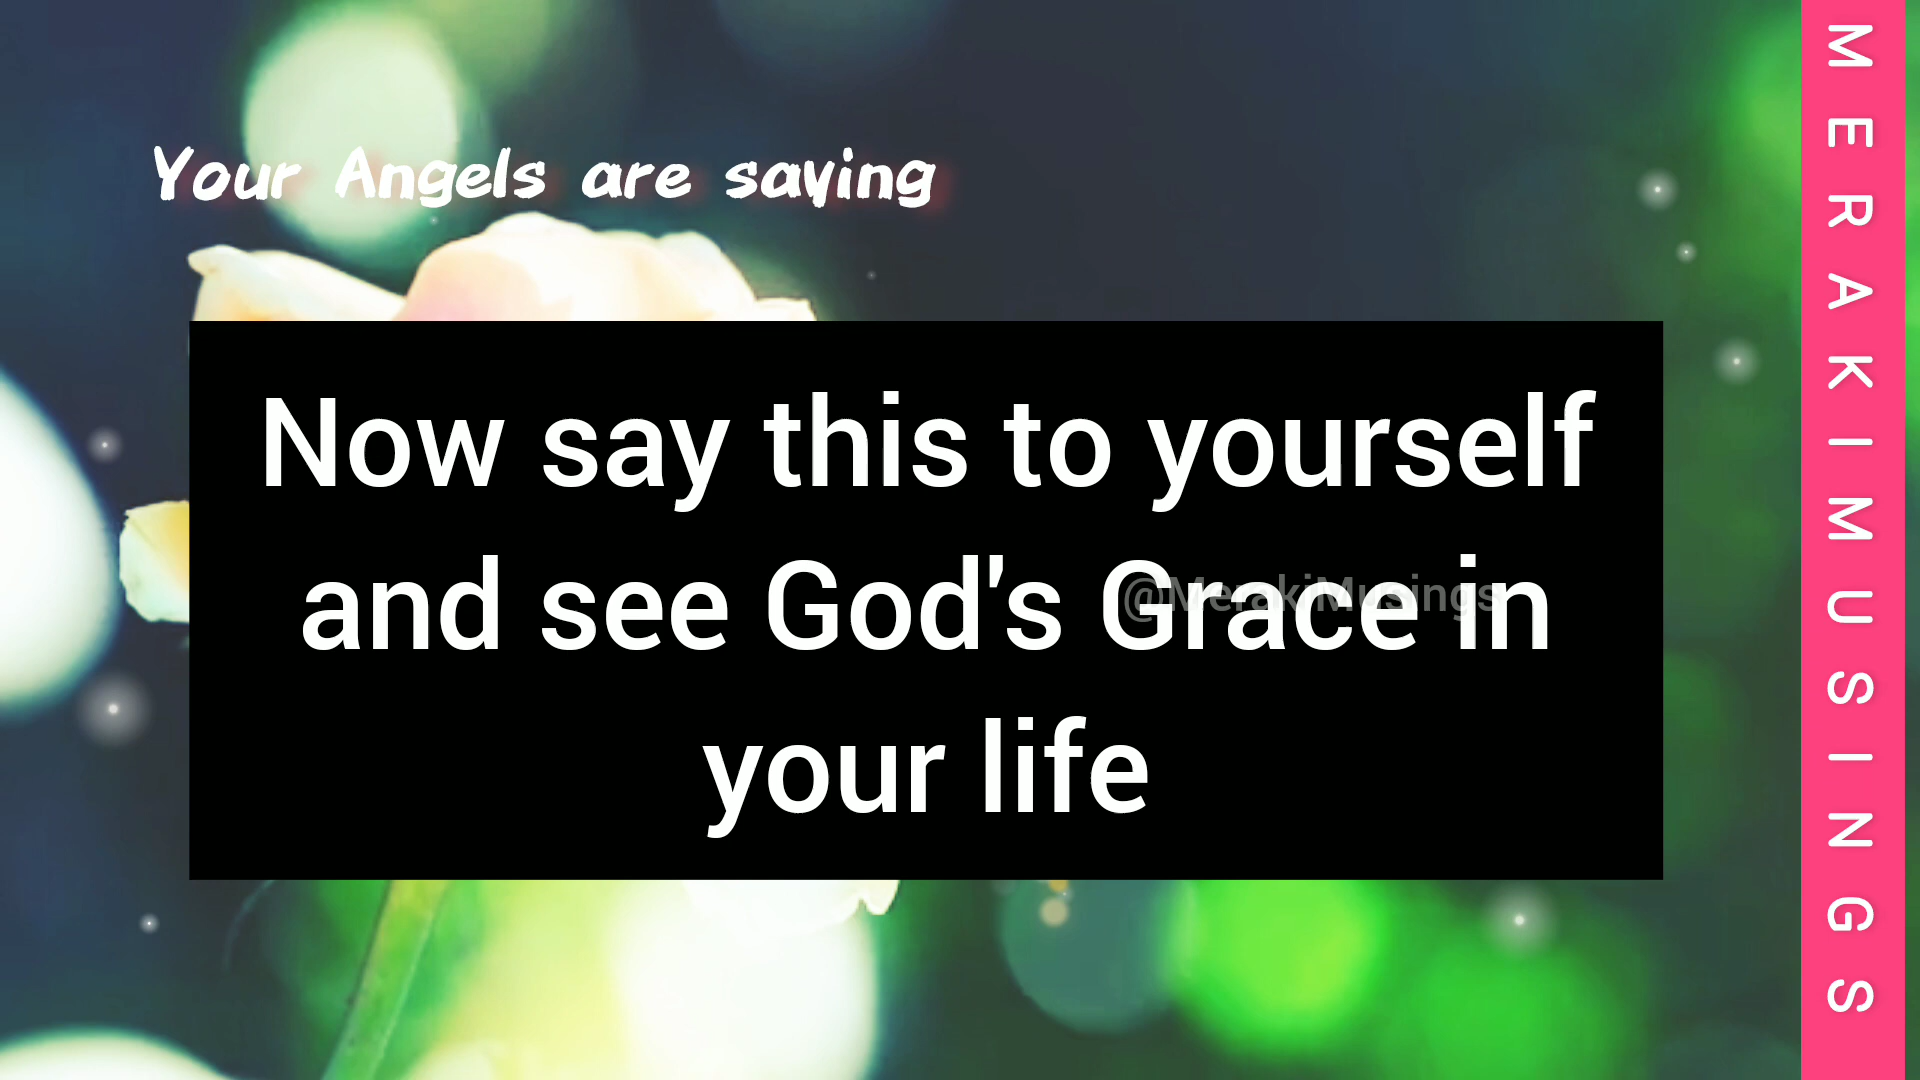 Your Angels are saying
Now say this to yourself
and see God's Grace in
your life
@MerakiMusings
MERAKIMUSINGS